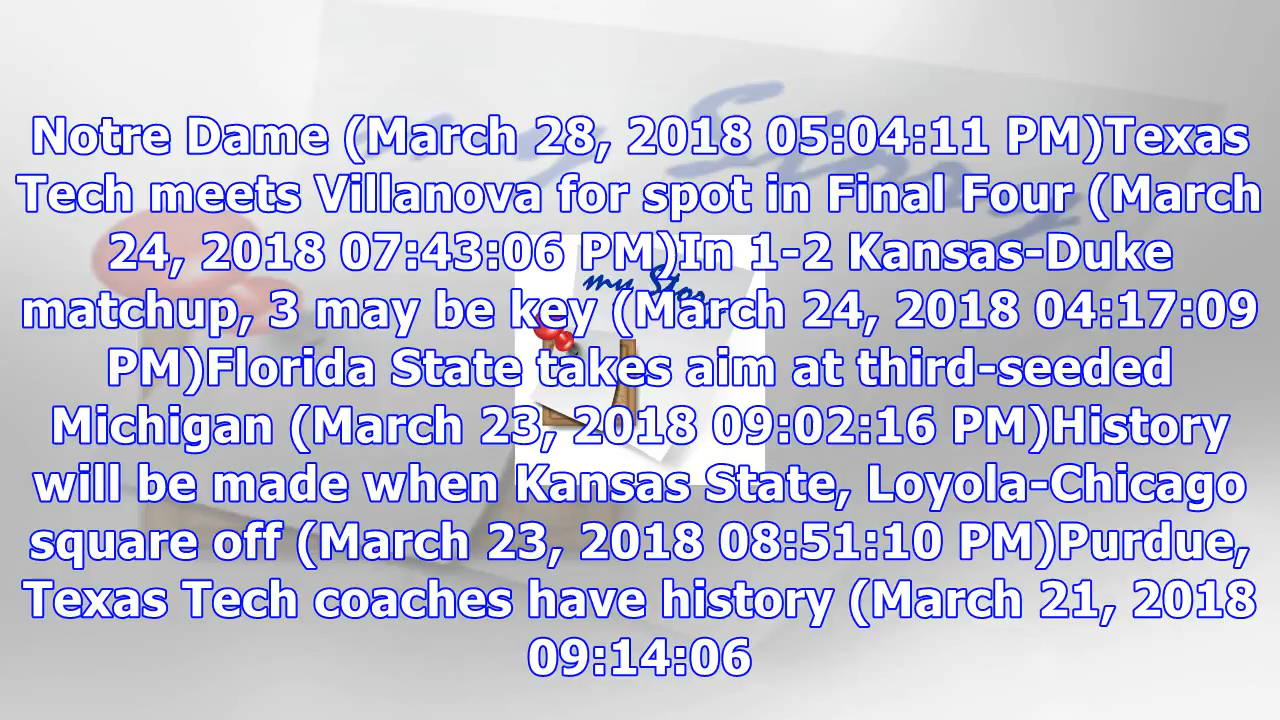 my Story
Notre Dame (March 28, 2018 05:04:11 PM)Texas
Tech meets Villanova for spot in Final Four (March
24, 2018 07:43:06 PM)In 1-2 Kansas-Duke
matchup, 3 may be key (March 24, 2018 04:17:09
PM)Florida State takes aim at third-seeded
Michigan (March 23, 2018 09:02:16 PM)History
will be made when Kansas State, Loyola-Chicago
square off (March 23, 2018 08:51:10 PM)Purdue,
Texas Tech coaches have history (March 21, 2018
09:14:06
my Story